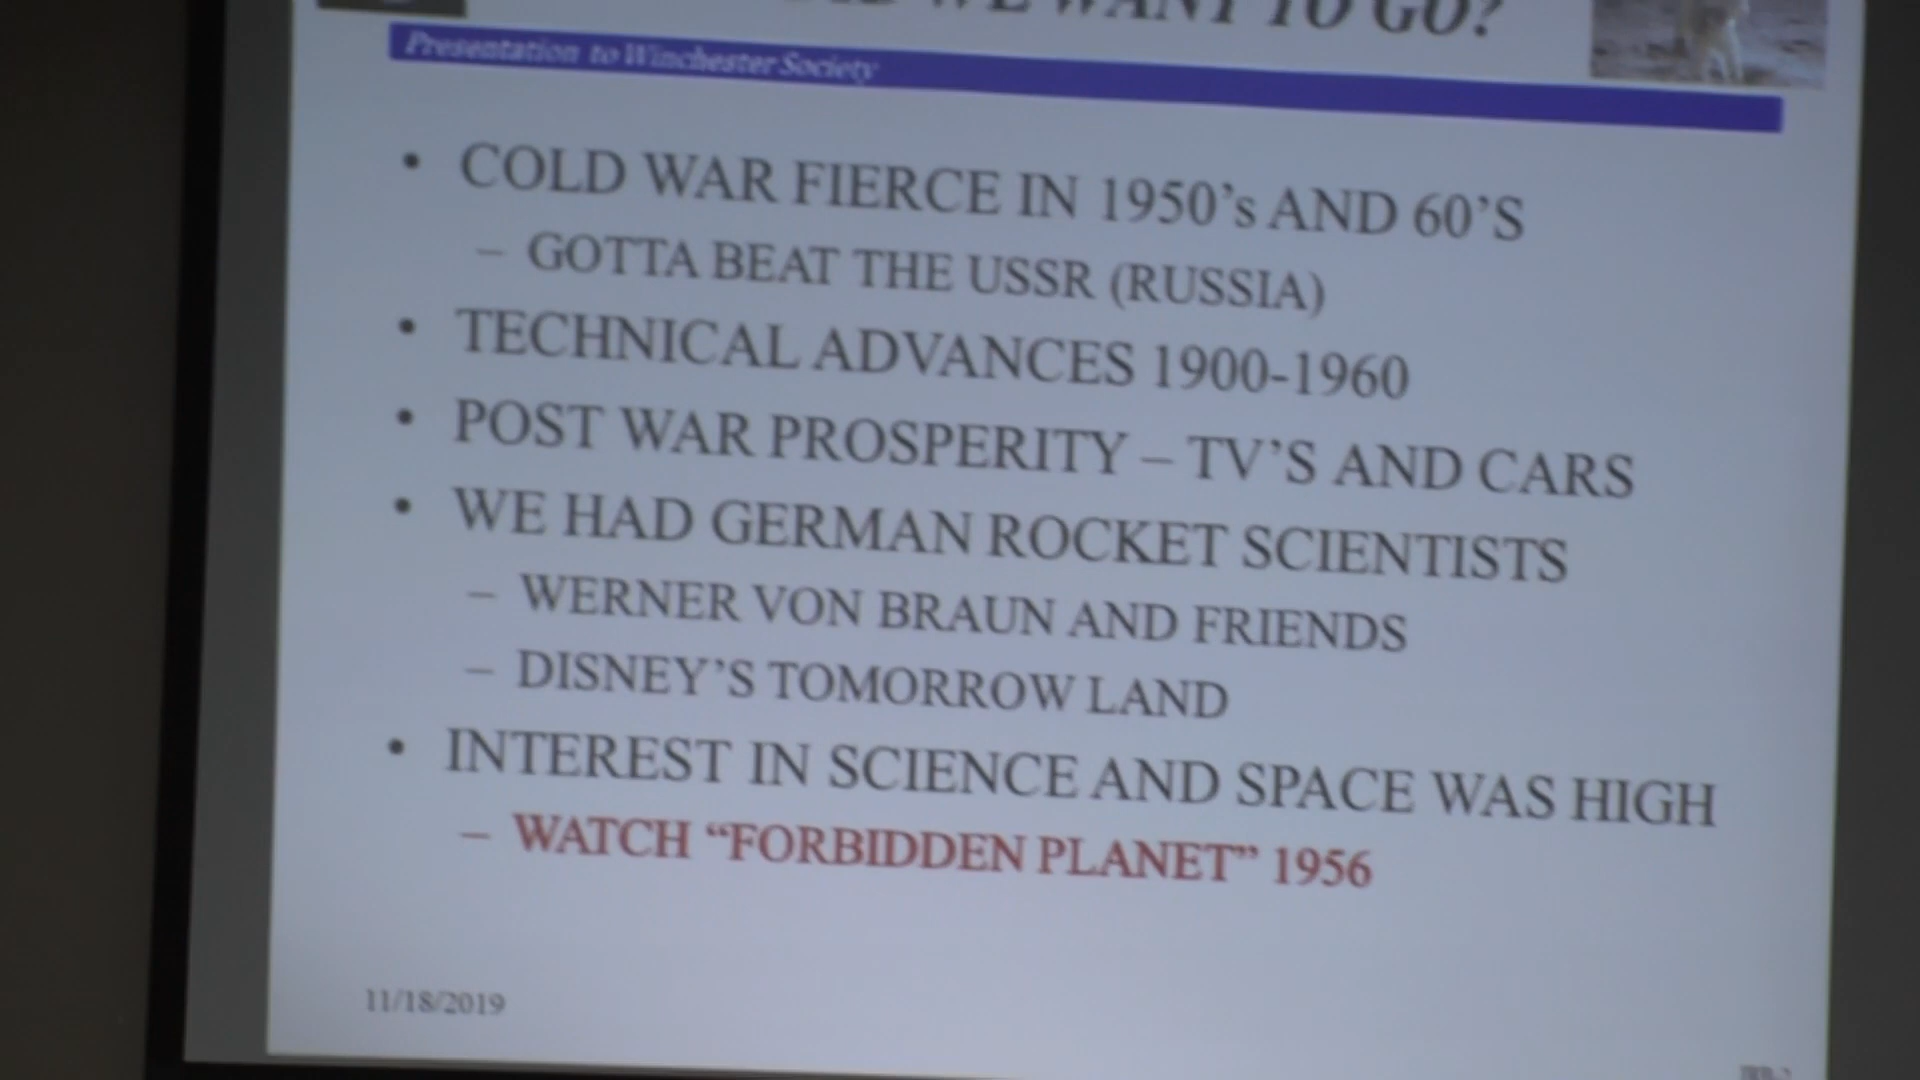 WE WANT TO GO?
Presentation to Winchester Society
• COLD WAR FIERCE IN 1950’s AND 60’S
– GOTTA BEAT THE USSR (RUSSIA)
• TECHNICAL ADVANCES 1900-1960
• POST WAR PROSPERITY – TV’S AND CARS
• WE HAD GERMAN ROCKET SCIENTISTS
– WERNER VON BRAUN AND FRIENDS
– DISNEY’S TOMORROW LAND
• INTEREST IN SCIENCE AND SPACE WAS HIGH
– WATCH “FORBIDDEN PLANET” 1956
11/18/2019